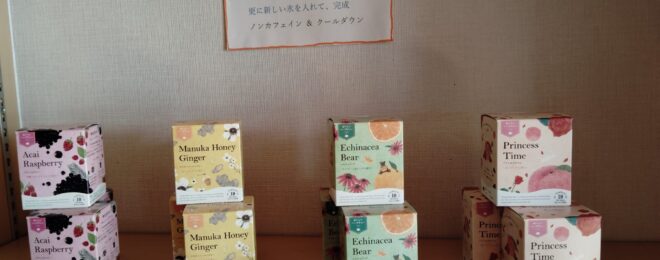 更に新しい氷を入れて、完成
ノンカフェイン & クールダウン
Acai
Raspberry
Manuka Honey
Ginger
Echinacea
Bear
Princess
Time
Acai
Raspberry
Manuka Honey
Ginger
Echinacea
Bear
Princess
Time